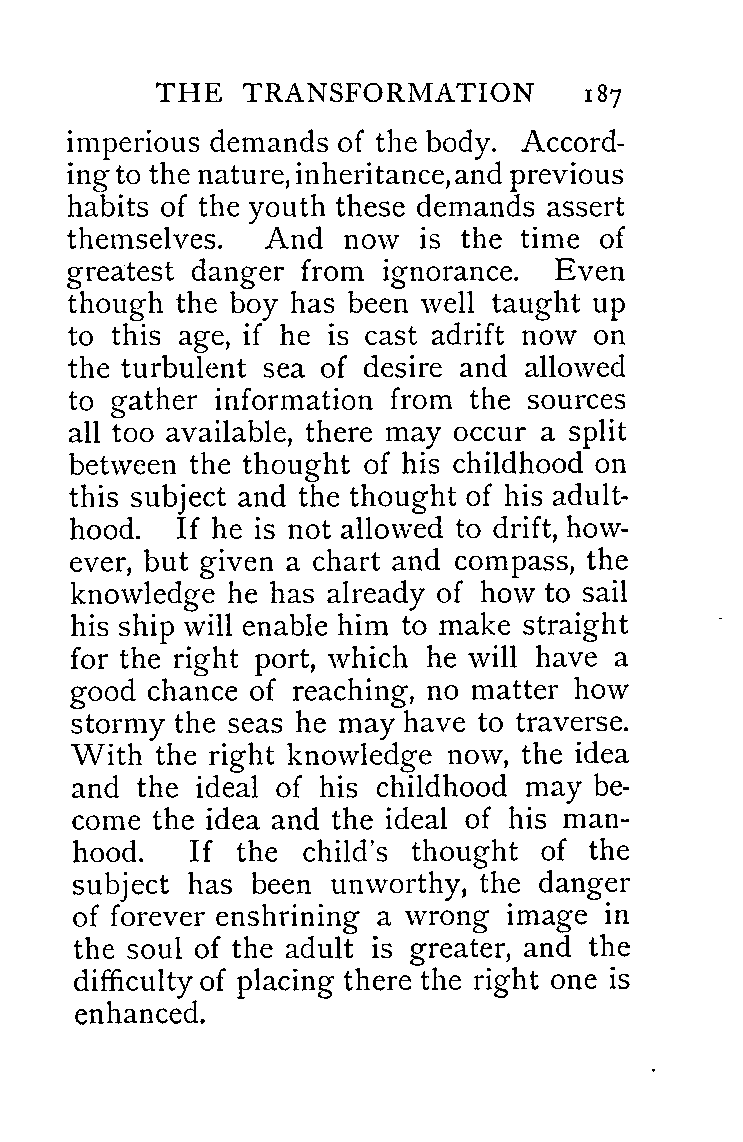 THE TRANSFORMATION 187
imperious demands of the body. Accord-
ing to the nature, inheritance, and previous
habits of the youth these demands assert
themselves. And now is the time of
greatest danger from ignorance. Even
though the boy has been well taught up
to this age, if he is cast adrift now on
the turbulent sea of desire and allowed
to gather information from the sources
all too available, there may occur a split
between the thought of his childhood on
this subject and the thought of his adult-
hood. If he is not allowed to drift, how-
ever, but given a chart and compass, the
knowledge he has already of how to sail
his ship will enable him to make straight
for the right port, which he will have a
good chance of reaching, no matter how
stormy the seas he may have to traverse.
With the right knowledge now, the idea
and the ideal of his childhood may be-
come the idea and the ideal of his man-
hood. If the child's thought of the
subject has been unworthy, the danger
of forever enshrining a wrong image in
the soul of the adult is greater, and the
difficulty of placing there the right one is
enhanced.